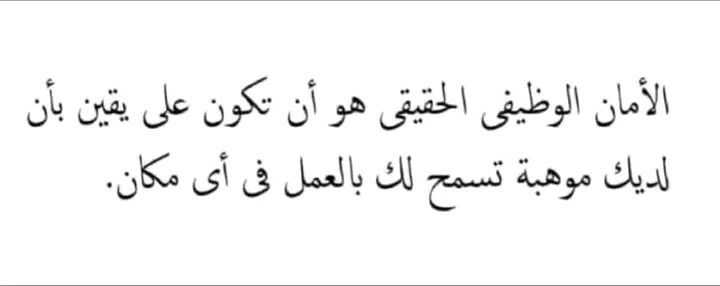 الأمان الوظيفى الحقيقى هو أن تكون على يقين بأن
لديك موهبة تسمح لك بالعمل فى أى مكان.